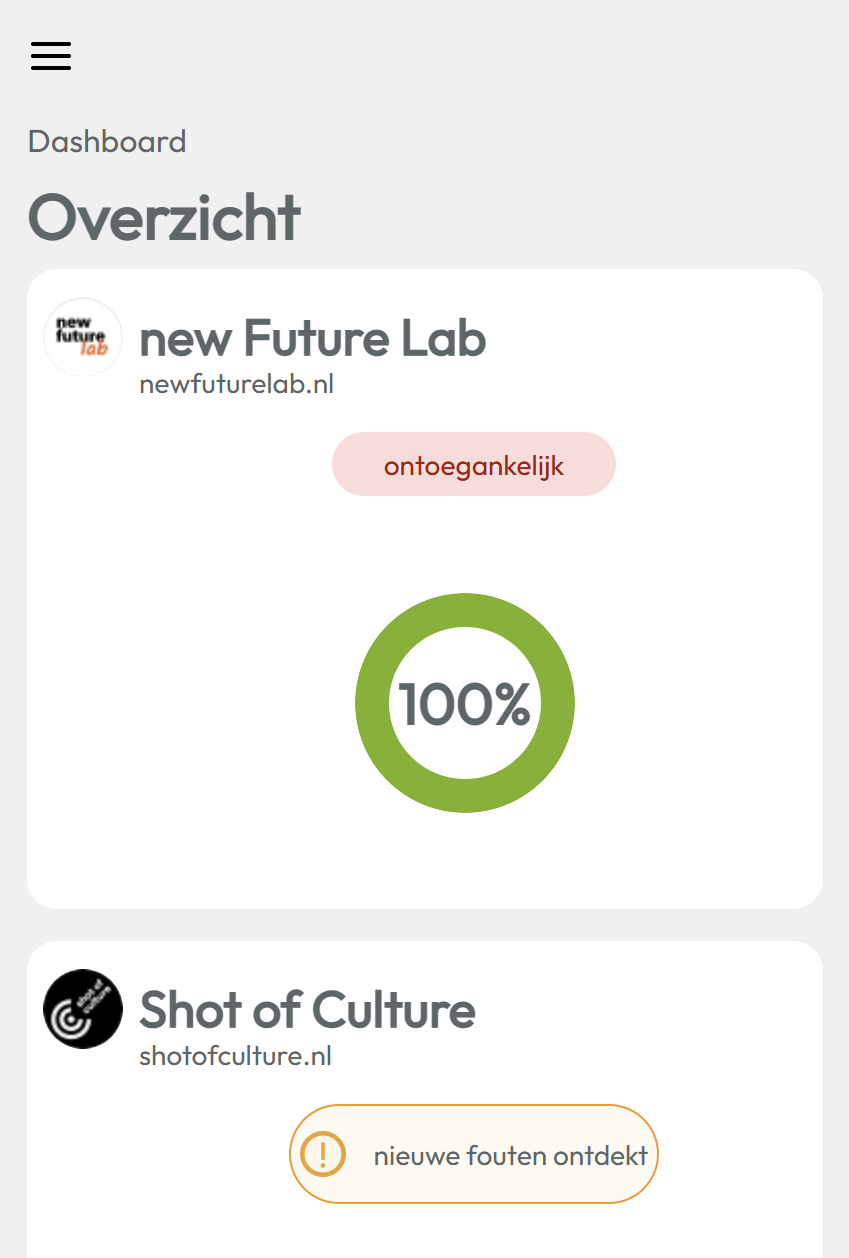 Dashboard
Overzicht
new
future
lab
new Future Lab
newfuturelab.nl
ontoegankelijk
100%
shot of
culture
Shot of Culture
shotofculture.nl
nieuwe fouten ontdekt